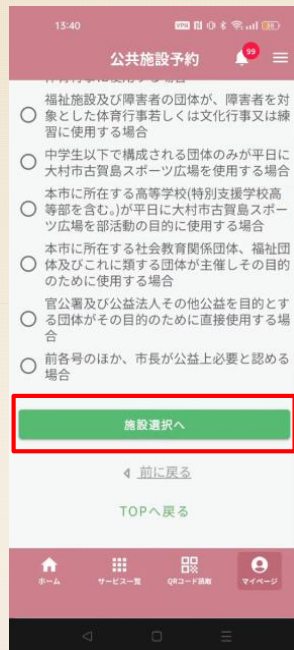 13:40
公共施設予約
99
体育行事に使用する場合
福祉施設及び障害者の団体が、障害者を対
象とした体育行事若しくは文化行事又は練
習に使用する場合
中学生以下で構成される団体のみが平日に
大村市古賀島スポーツ広場を使用する場合
本市に所在する高等学校(特別支援学校高
等部を含む。)が平日に大村市古賀島スポー
ツ広場を部活動の目的に使用する場合
本市に所在する社会教育関係団体、福祉団
体及びこれに類する団体が主催しその目的
のために使用する場合
官公署及び公益法人その他公益を目的とす
る団体がその目的のために直接使用する場
合
前各号のほか、市長が公益上必要と認める
場合
施設選択へ
前に戻る
TOPへ戻る
ホーム サービス一覧 QRコード読取 マイページ